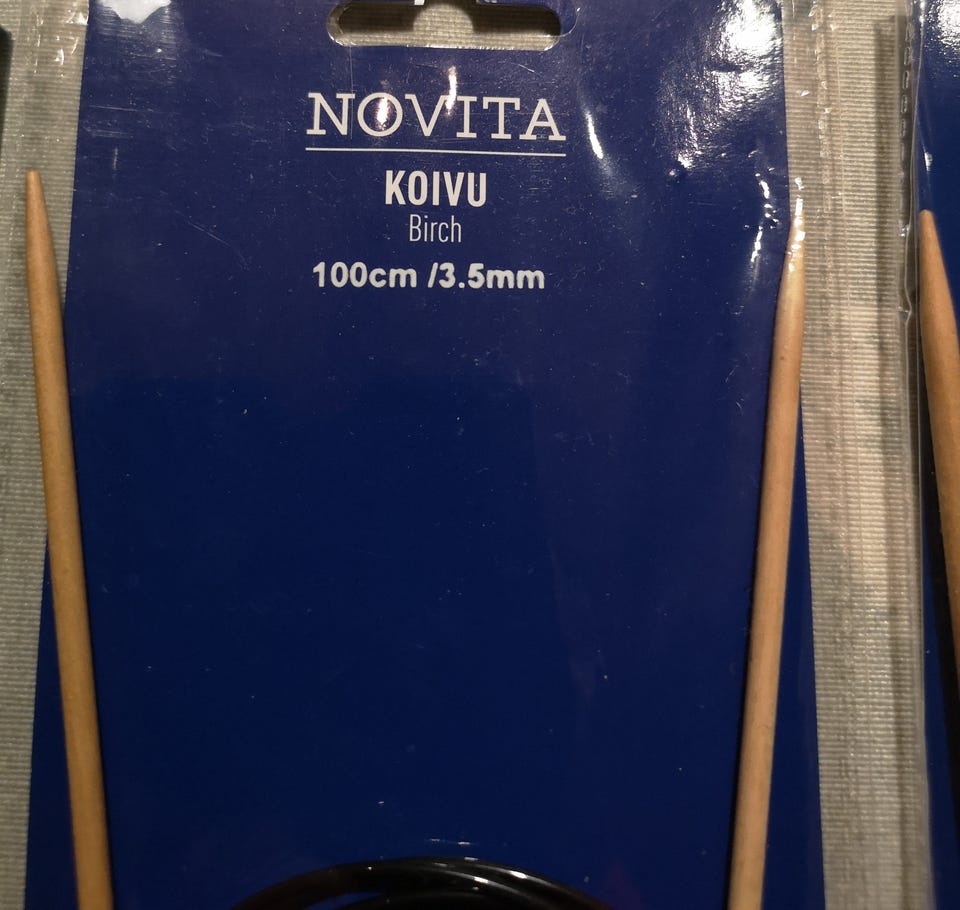 NOVITA
KOIVU
Birch
100cm /3.5mm